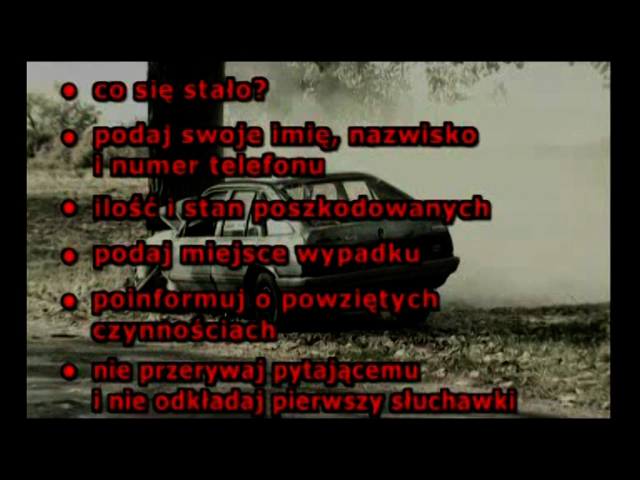 • co się stało?
• podaj swoje imię, nazwisko
i numer telefonu
• ilość i stan poszkodowanych
• podaj miejsce wypadku
• poinformuj o powziętych
czynnościach
• nie przerywaj pytającemu
i nie odkładaj pierwszy słuchawki